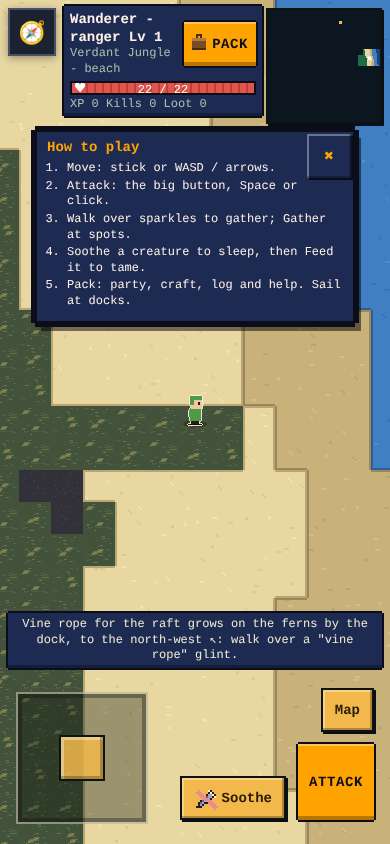 Wanderer -
ranger Lv 1
Verdant Jungle
- beach
PACK
22 / 22
XP 0 Kills 0 Loot 0
How to play
1. Move: stick or WASD / arrows.
2. Attack: the big button, Space or
click.
3. Walk over sparkles to gather; Gather
at spots.
4. Soothe a creature to sleep, then Feed
it to tame.
5. Pack: party, craft, log and help. Sail
at docks.
Vine rope for the raft grows on the ferns by the
dock, to the north-west ↖: walk over a "vine
rope" glint.
Map
ATTACK
Soothe